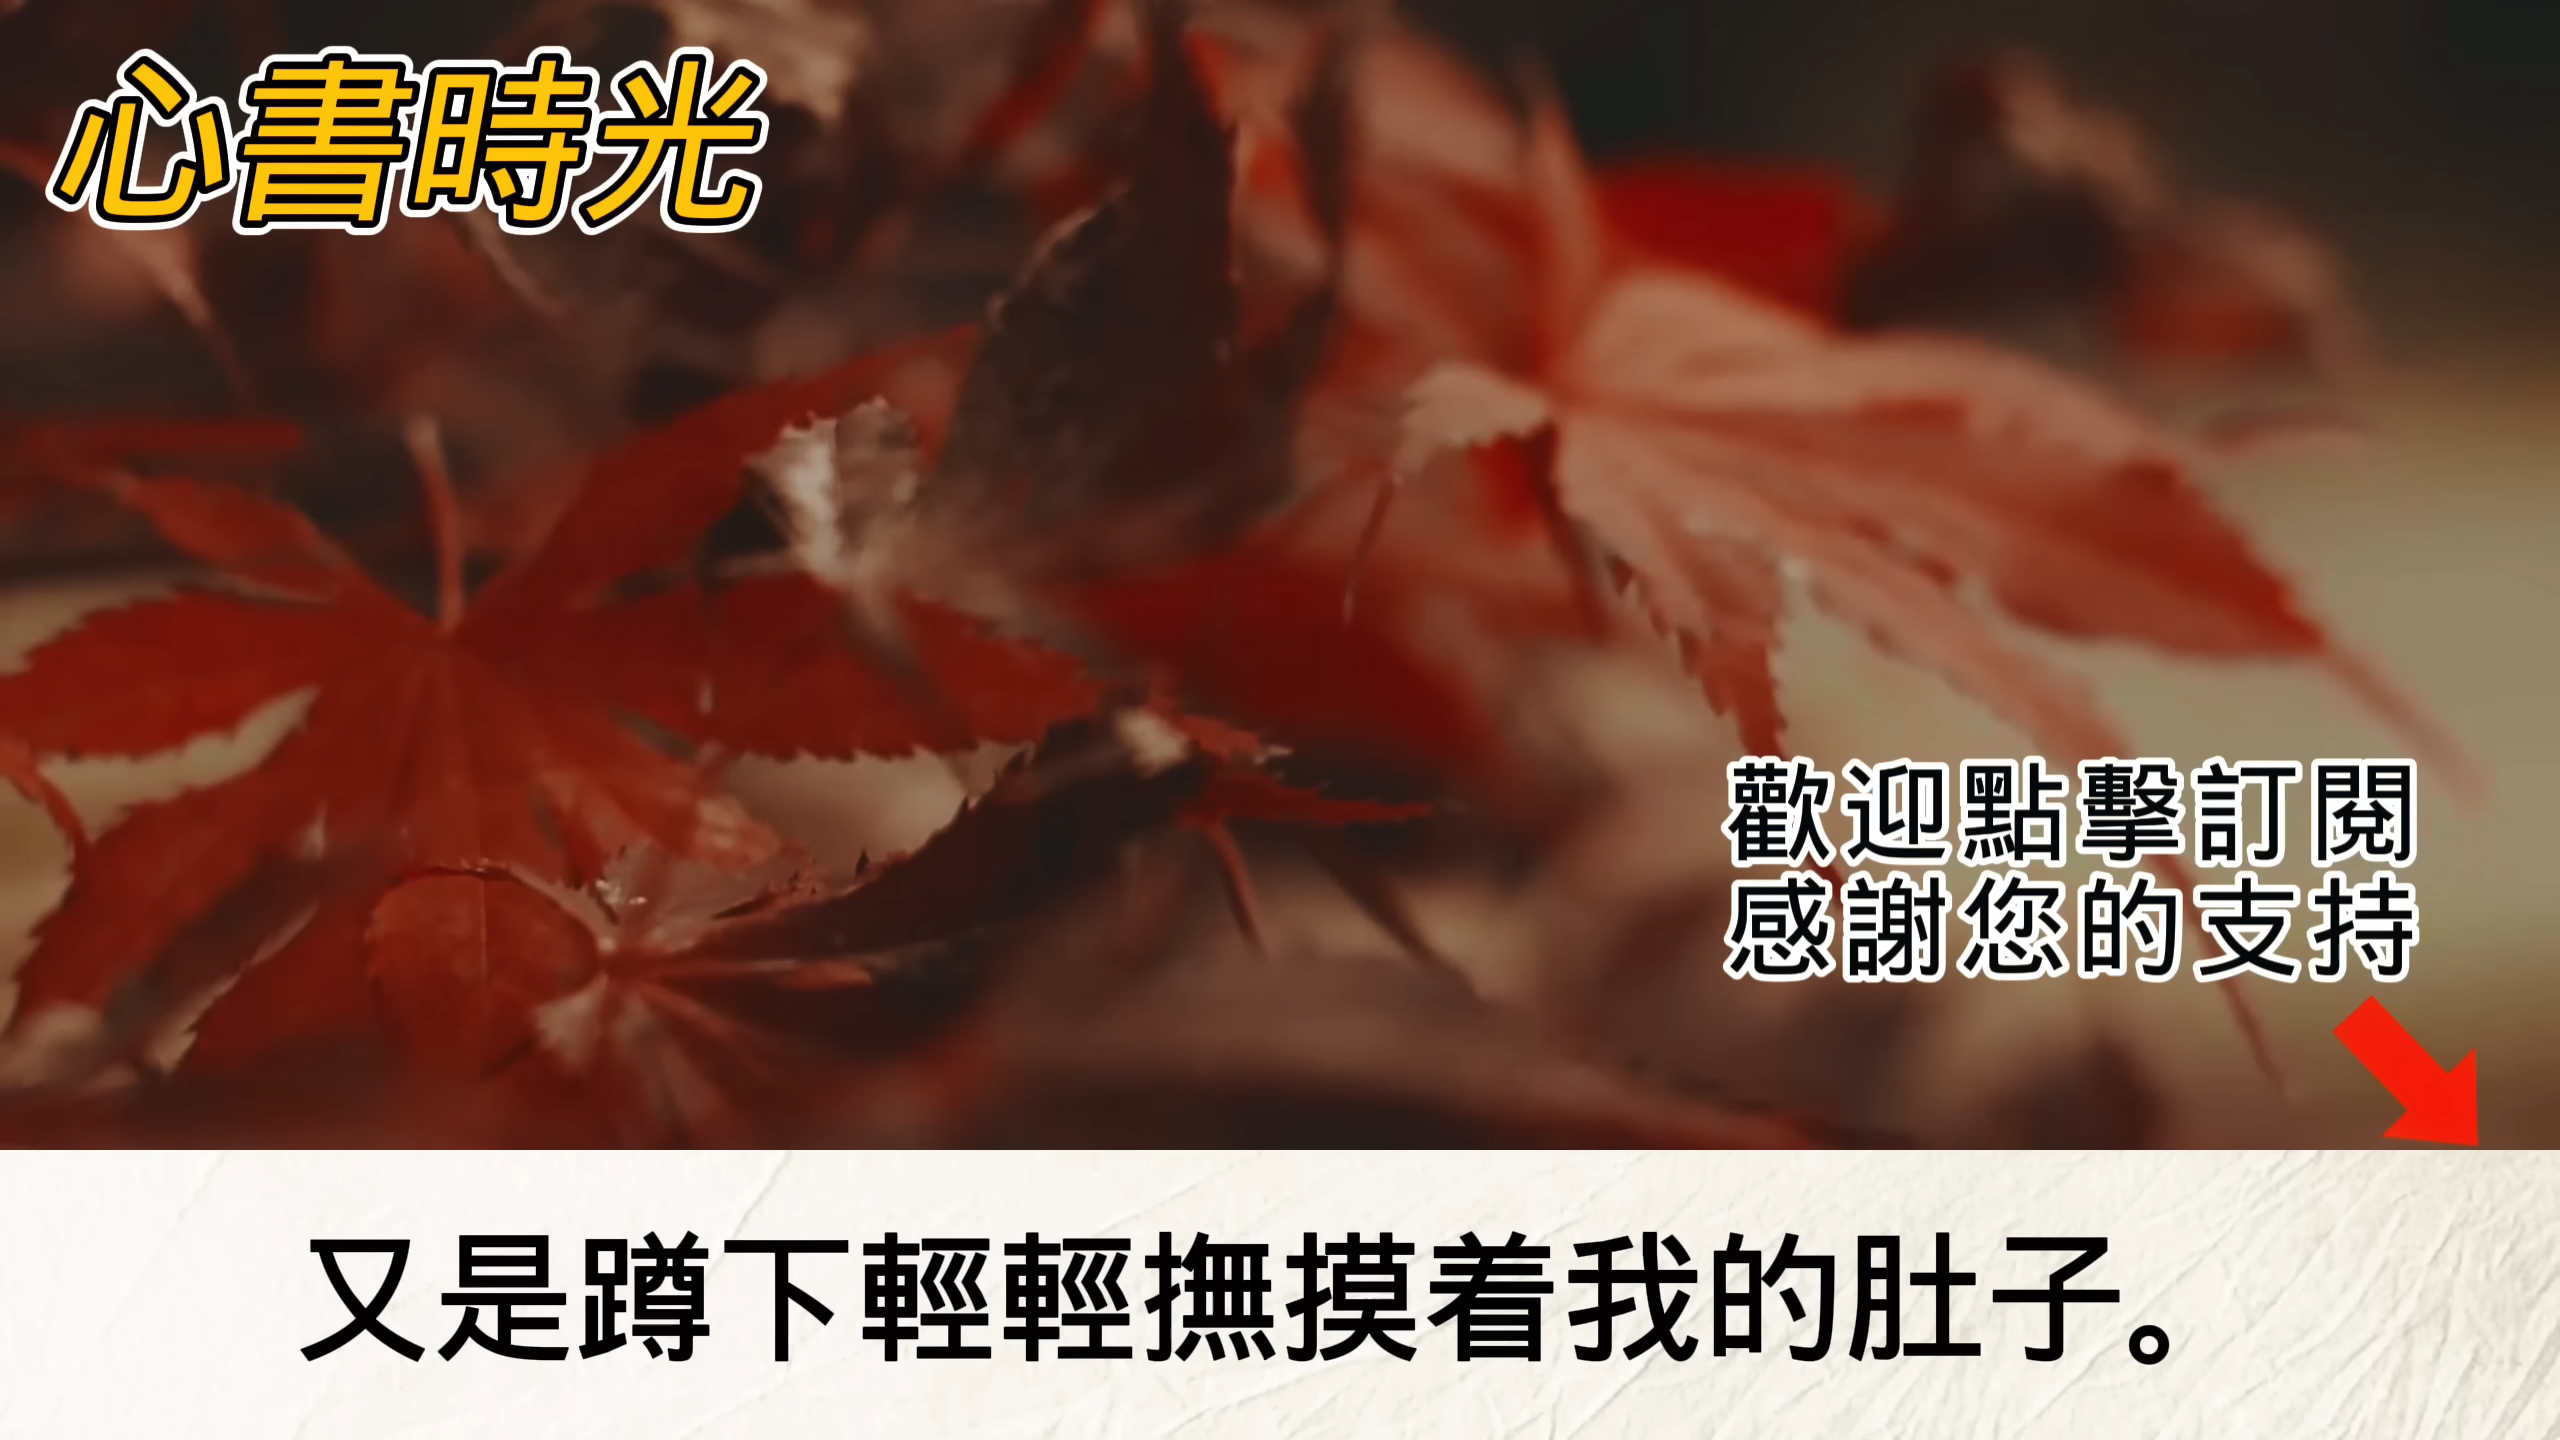 心書時光
歡迎點擊訂閱
感謝您的支持
又是蹲下輕輕撫摸着我的肚子。